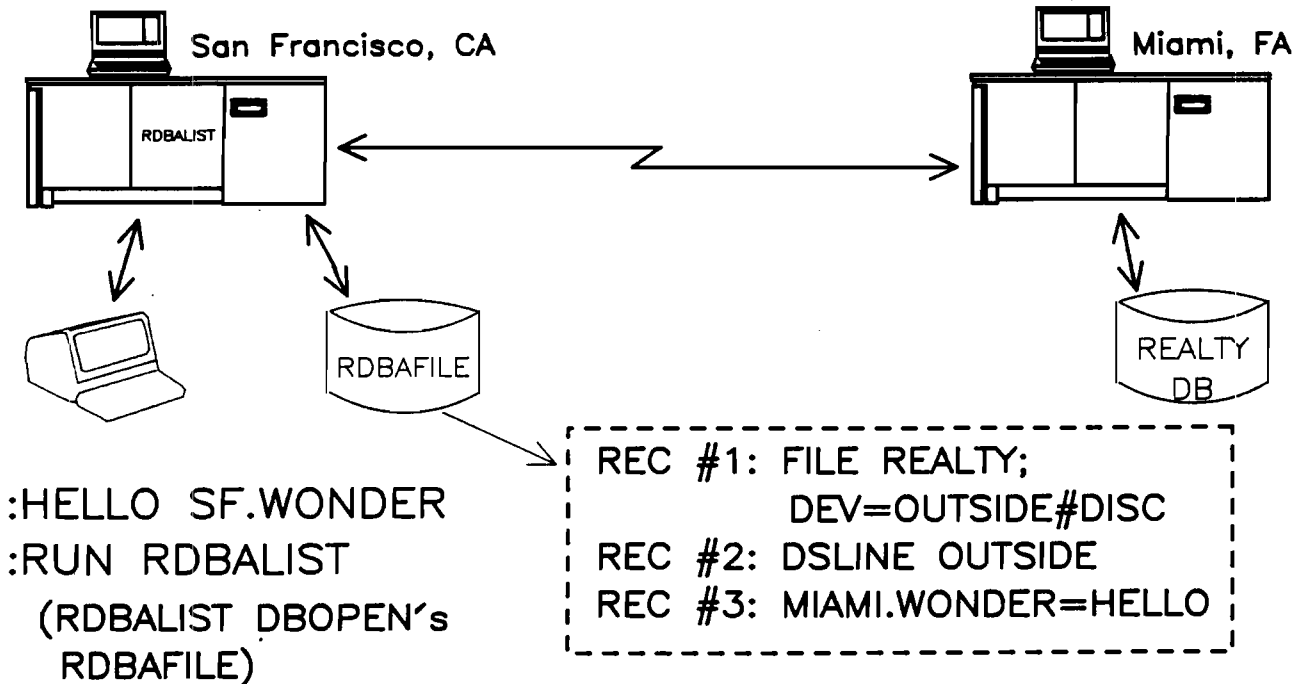 San Francisco, CA
Miami, FA
RDBALIST
RDBAFILE
REALTY
DB
:HELLO SF.WONDER
:RUN RDBALIST
(RDBALIST DBOPEN's
RDBAFILE)
REC #1: FILE REALTY;
DEV=OUTSIDE#DISC
REC #2: DSLINE OUTSIDE
REC #3: MIAMI.WONDER=HELLO